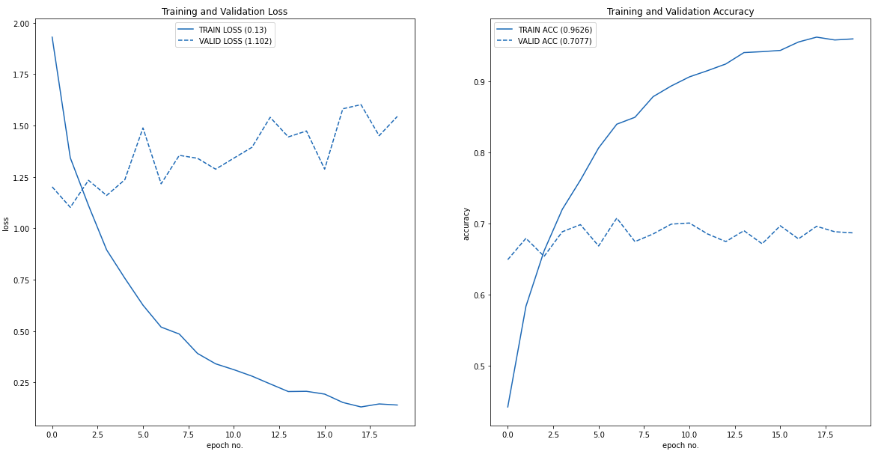 Training and Validation Loss
TRAIN LOSS (0.13)
VALID LOSS (1.102)
2.00
1.75
1.50
1.25
1.00
0.75
0.50
0.25
loss
0.0 2.5 5.0 7.5 10.0 12.5 15.0 17.5
epoch no.
Training and Validation Accuracy
TRAIN ACC (0.9626)
VALID ACC (0.7077)
0.9
0.8
0.7
0.6
0.5
accuracy
0.0 2.5 5.0 7.5 10.0 12.5 15.0 17.5
epoch no.